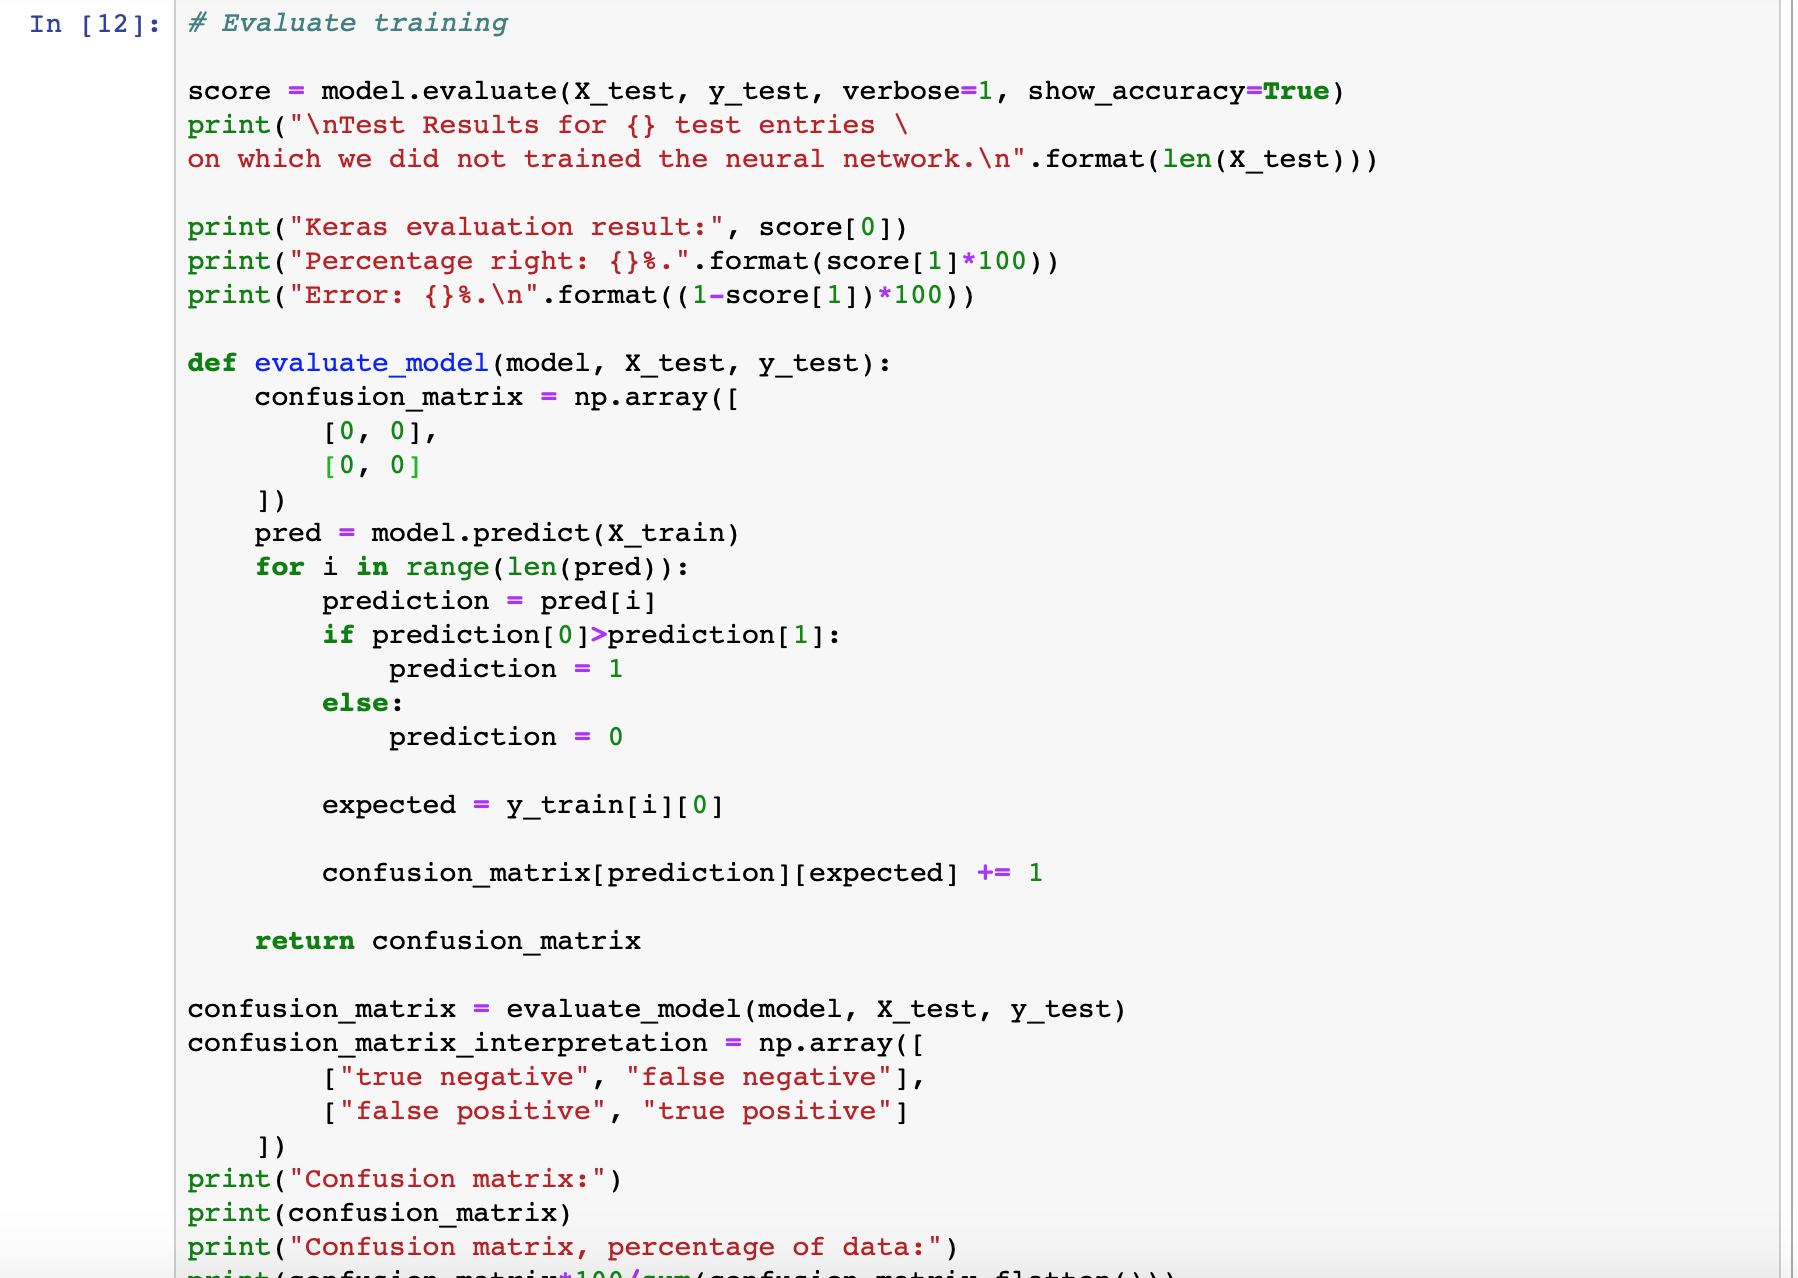 In [12]: # Evaluate training
score = model.evaluate(X_test, y_test, verbose=1, show_accuracy=True)
print("\nTest Results for {} test entries \
on which we did not trained the neural network.\n".format(len(X_test)))
print("Keras evaluation result:", score[0])
print("Percentage right: {}%.".format(score[1]*100))
print("Error: {}%.\n".format((1-score[1])*100))
def evaluate_model(model, X_test, y_test):
    confusion_matrix = np.array([
        [0, 0],
        [0, 0]
    ])
    pred = model.predict(X_train)
    for i in range(len(pred)):
        prediction = pred[i]
        if prediction[0]>prediction[1]:
            prediction = 1
        else:
            prediction = 0
        expected = y_train[i][0]
        confusion_matrix[prediction][expected] += 1
    return confusion_matrix
confusion_matrix = evaluate_model(model, X_test, y_test)
confusion_matrix_interpretation = np.array([
        ["true negative", "false negative"],
        ["false positive", "true positive"]
    ])
print("Confusion matrix:")
print(confusion_matrix)
print("Confusion matrix, percentage of data:")
print(confusion_matrix*100/sum(confusion_matrix.flatten()))